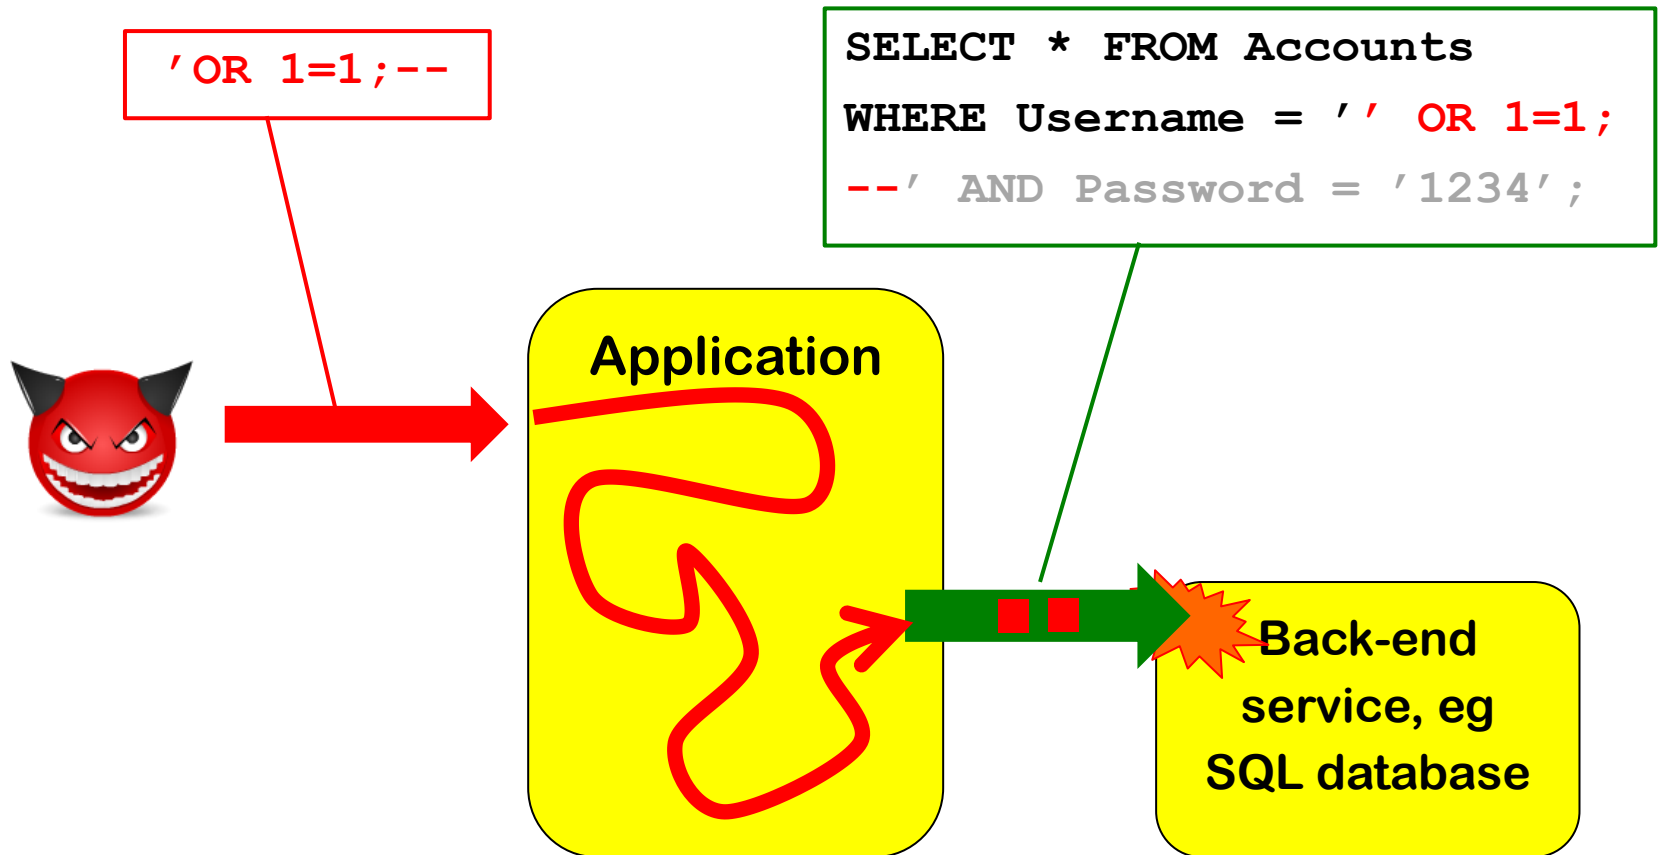 'OR 1=1;--
SELECT * FROM Accounts
WHERE Username = '' OR 1=1;
--' AND Password = '1234';
Application
Back-end
service, eg
SQL database